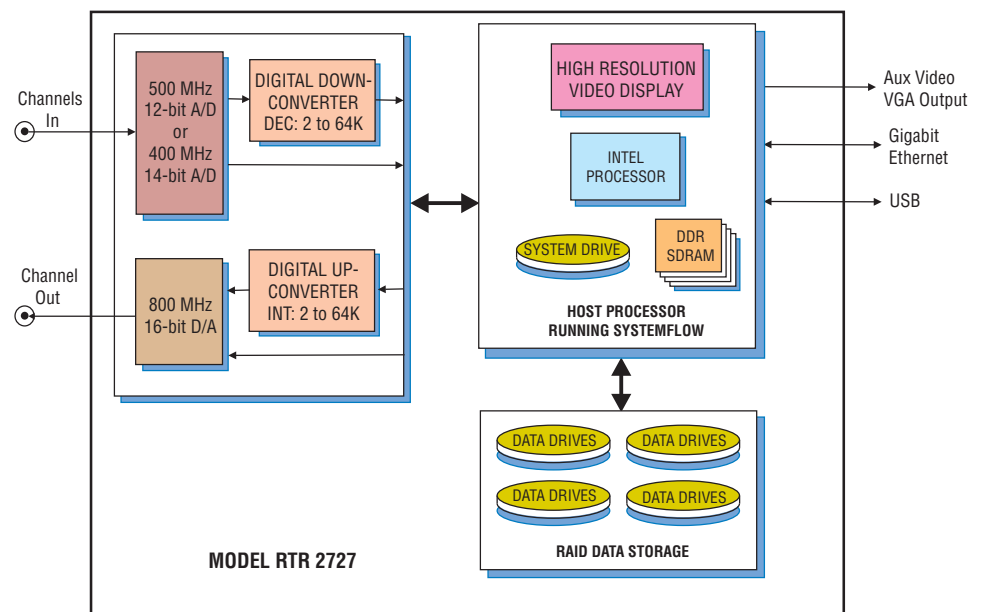 Channels
In
500 MHz
12-bit A/D
or
400 MHz
14-bit A/D
DIGITAL DOWN-
CONVERTER
DEC: 2 to 64K
Channel
Out
800 MHz
16-bit D/A
DIGITAL UP-
CONVERTER
INT: 2 to 64K
HIGH RESOLUTION
VIDEO DISPLAY
INTEL
PROCESSOR
SYSTEM DRIVE
DDR
SDRAM
HOST PROCESSOR
RUNNING SYSTEMFLOW
Aux Video
VGA Output
Gigabit
Ethernet
USB
DATA DRIVES
DATA DRIVES
DATA DRIVES
DATA DRIVES
RAID DATA STORAGE
MODEL RTR 2727